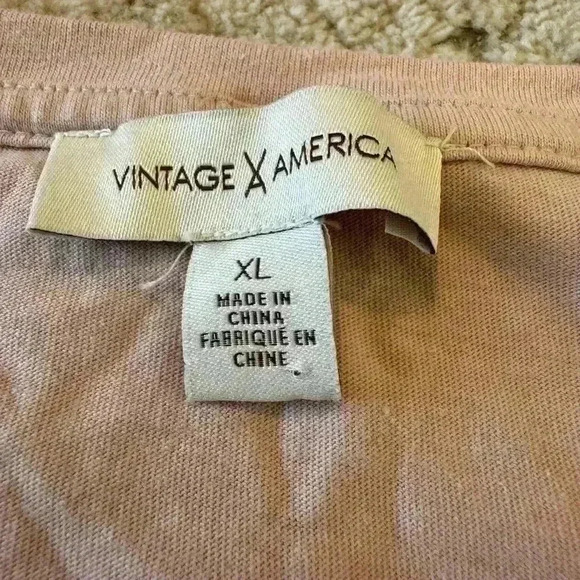 VINTAGE AMERICA
XL
MADE IN
CHINA
FABRIQUÉ EN
CHINE